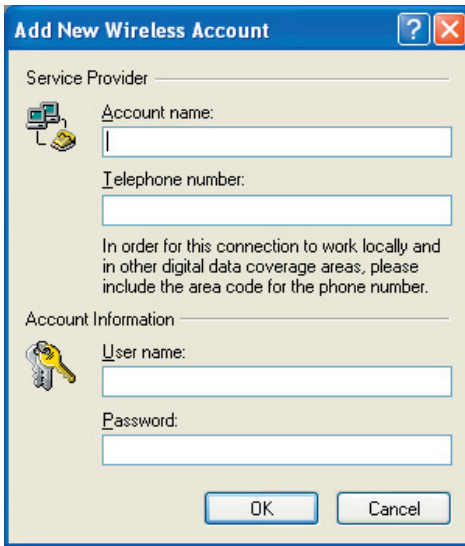 Add New Wireless Account
Service Provider
Account name:
Telephone number:
In order for this connection to work locally and
in other digital data coverage areas, please
include the area code for the phone number.
Account Information
User name:
Password:
OK
Cancel